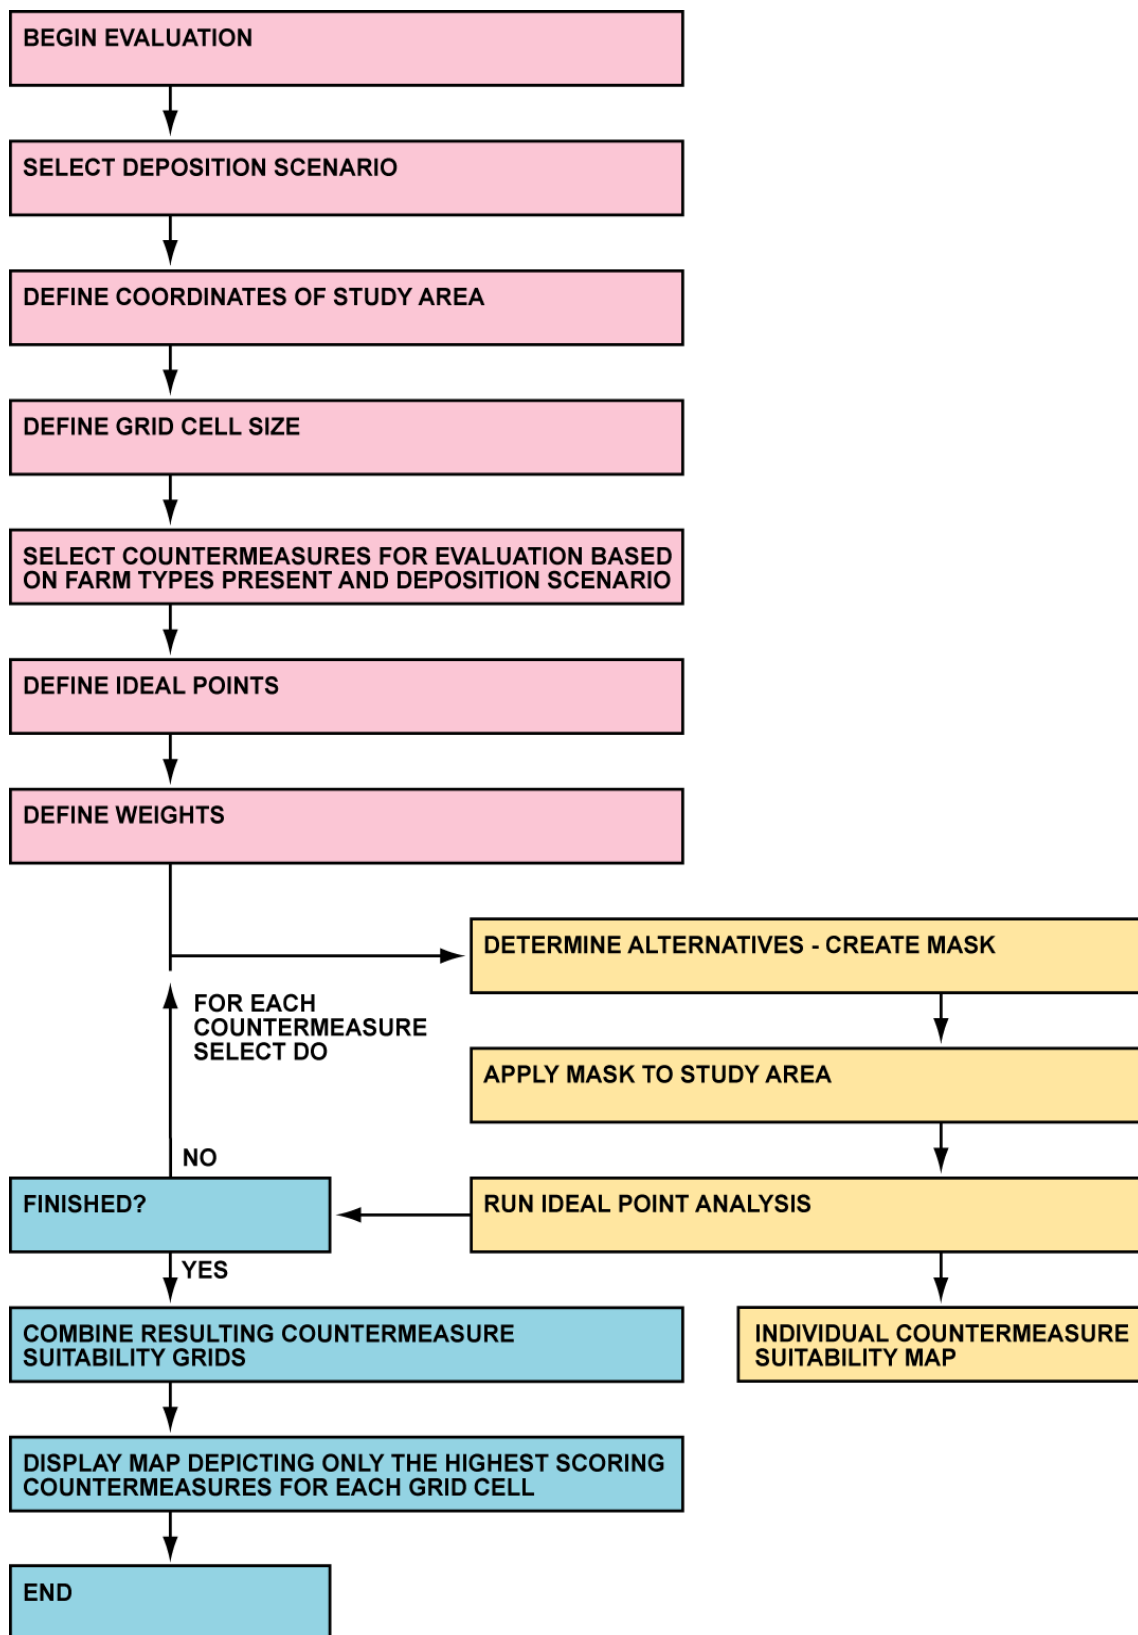 BEGIN EVALUATION
SELECT DEPOSITION SCENARIO
DEFINE COORDINATES OF STUDY AREA
DEFINE GRID CELL SIZE
SELECT COUNTERMEASURES FOR EVALUATION BASED
ON FARM TYPES PRESENT AND DEPOSITION SCENARIO
DEFINE IDEAL POINTS
DEFINE WEIGHTS
DETERMINE ALTERNATIVES - CREATE MASK
FOR EACH
COUNTERMEASURE
SELECT DO
APPLY MASK TO STUDY AREA
NO
FINISHED?
RUN IDEAL POINT ANALYSIS
YES
COMBINE RESULTING COUNTERMEASURE
SUITABILITY GRIDS
INDIVIDUAL COUNTERMEASURE
SUITABILITY MAP
DISPLAY MAP DEPICTING ONLY THE HIGHEST SCORING
COUNTERMEASURES FOR EACH GRID CELL
END